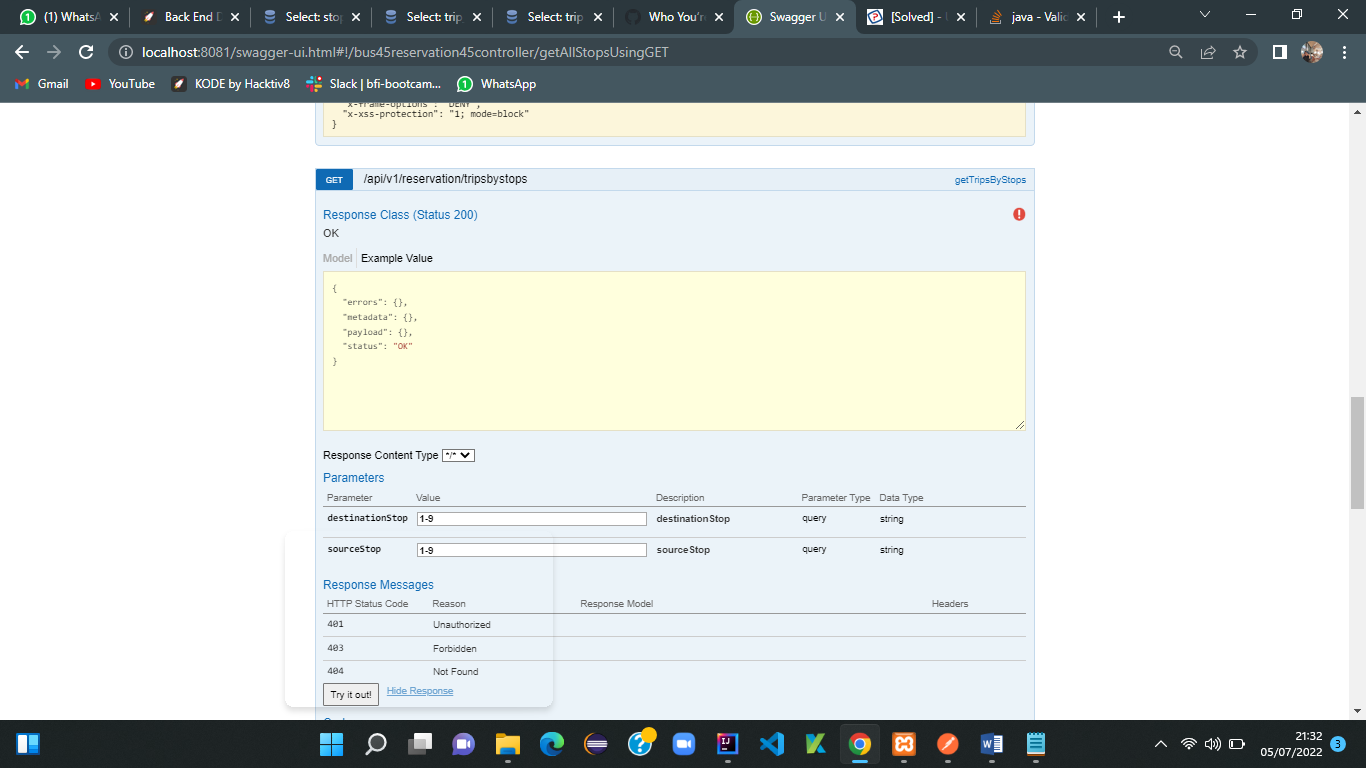 (1) WhatsA
Back End D
Select: stop
Select: trip
Select: trip
Who You're
Swagger U
[Solved] - U
java - Valid
localhost:8081/swagger-ui.html#!/bus45reservation45controller/getAllStopsUsingGET
Gmail
YouTube
KODE by Hacktiv8
Slack | bfi-bootcam...
WhatsApp
"x-frame-options": "DENY",
"x-xss-protection": "1; mode=block"
}
GET
/api/v1/reservation/tripsbystops
getTripsByStops
Response Class (Status 200)
OK
Model
Example Value
{
"errors": {},
"metadata": {},
"payload": {},
"status": "OK"
}
Response Content Type */*
Parameters
Parameter Value Description Parameter Type Data Type
destinationStop 1-9 destinationStop query string
sourceStop 1-9 sourceStop query string
Response Messages
HTTP Status Code Reason Response Model Headers
401 Unauthorized
403 Forbidden
404 Not Found
Try it out! Hide Response
21:32
05/07/2022
3